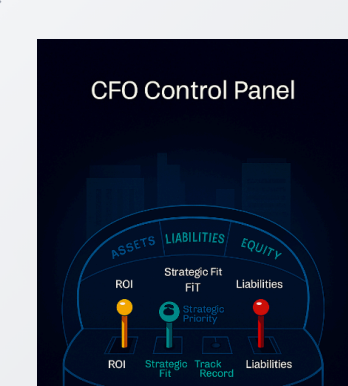 CFO Control Panel
ASSETS LIABILITIES EQUITY
Strategic Fit
ROI FiT Liabilities
Strategic
Priority
ROI Strategic Track Liabilities
Fit Record